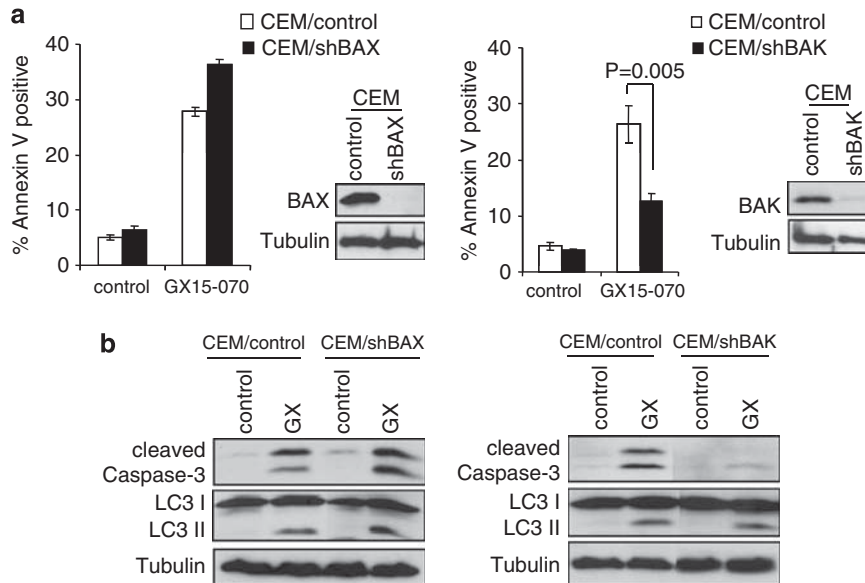 a
CEM/control
CEM/shBAX
% Annexin V positive
40
30
20
10
0
control
GX15-070
CEM
control
shBAX
BAX
Tubulin
CEM/control
CEM/shBAK
P=0.005
% Annexin V positive
50
40
30
20
10
0
control
GX15-070
CEM
control
shBAK
BAK
Tubulin
b
CEM/control CEM/shBAX
control GX control GX
cleaved
Caspase-3
LC3 I
LC3 II
Tubulin
CEM/control CEM/shBAK
control GX control GX
cleaved
Caspase-3
LC3 I
LC3 II
Tubulin